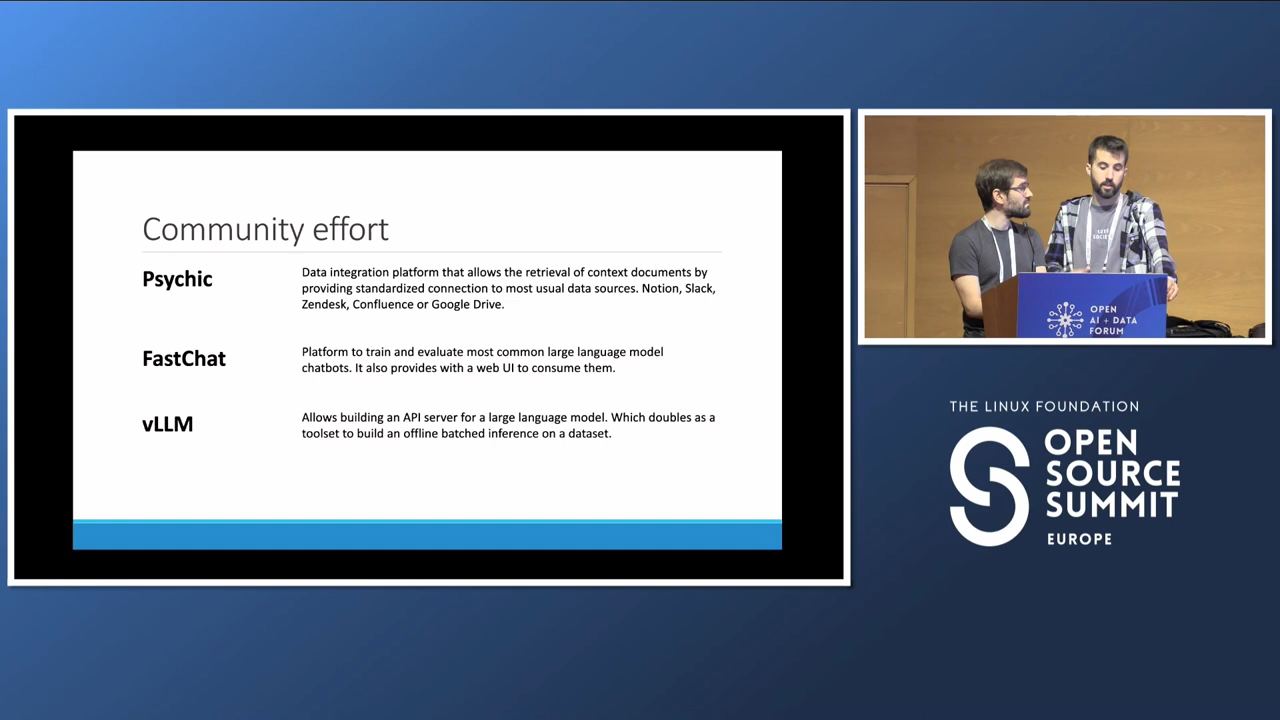 Community effort
Psychic
Data integration platform that allows the retrieval of context documents by
providing standardized connection to most usual data sources. Notion, Slack,
Zendesk, Confluence or Google Drive.
FastChat
Platform to train and evaluate most common large language model
chatbots. It also provides with a web UI to consume them.
vLLM
Allows building an API server for a large language model. Which doubles as a
toolset to build an offline batched inference on a dataset.
OPEN
AI + DATA
FORUM
THE LINUX FOUNDATION
OPEN
SOURCE
SUMMIT
EUROPE